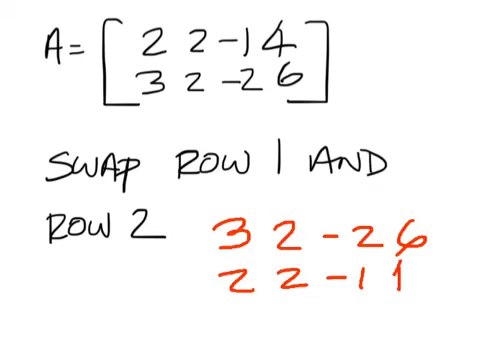 A = [ 2 2 -1 4
3 2 -2 6 ]
SWAP ROW 1 AND
ROW 2 3 2 -2 6
2 2 -1 1